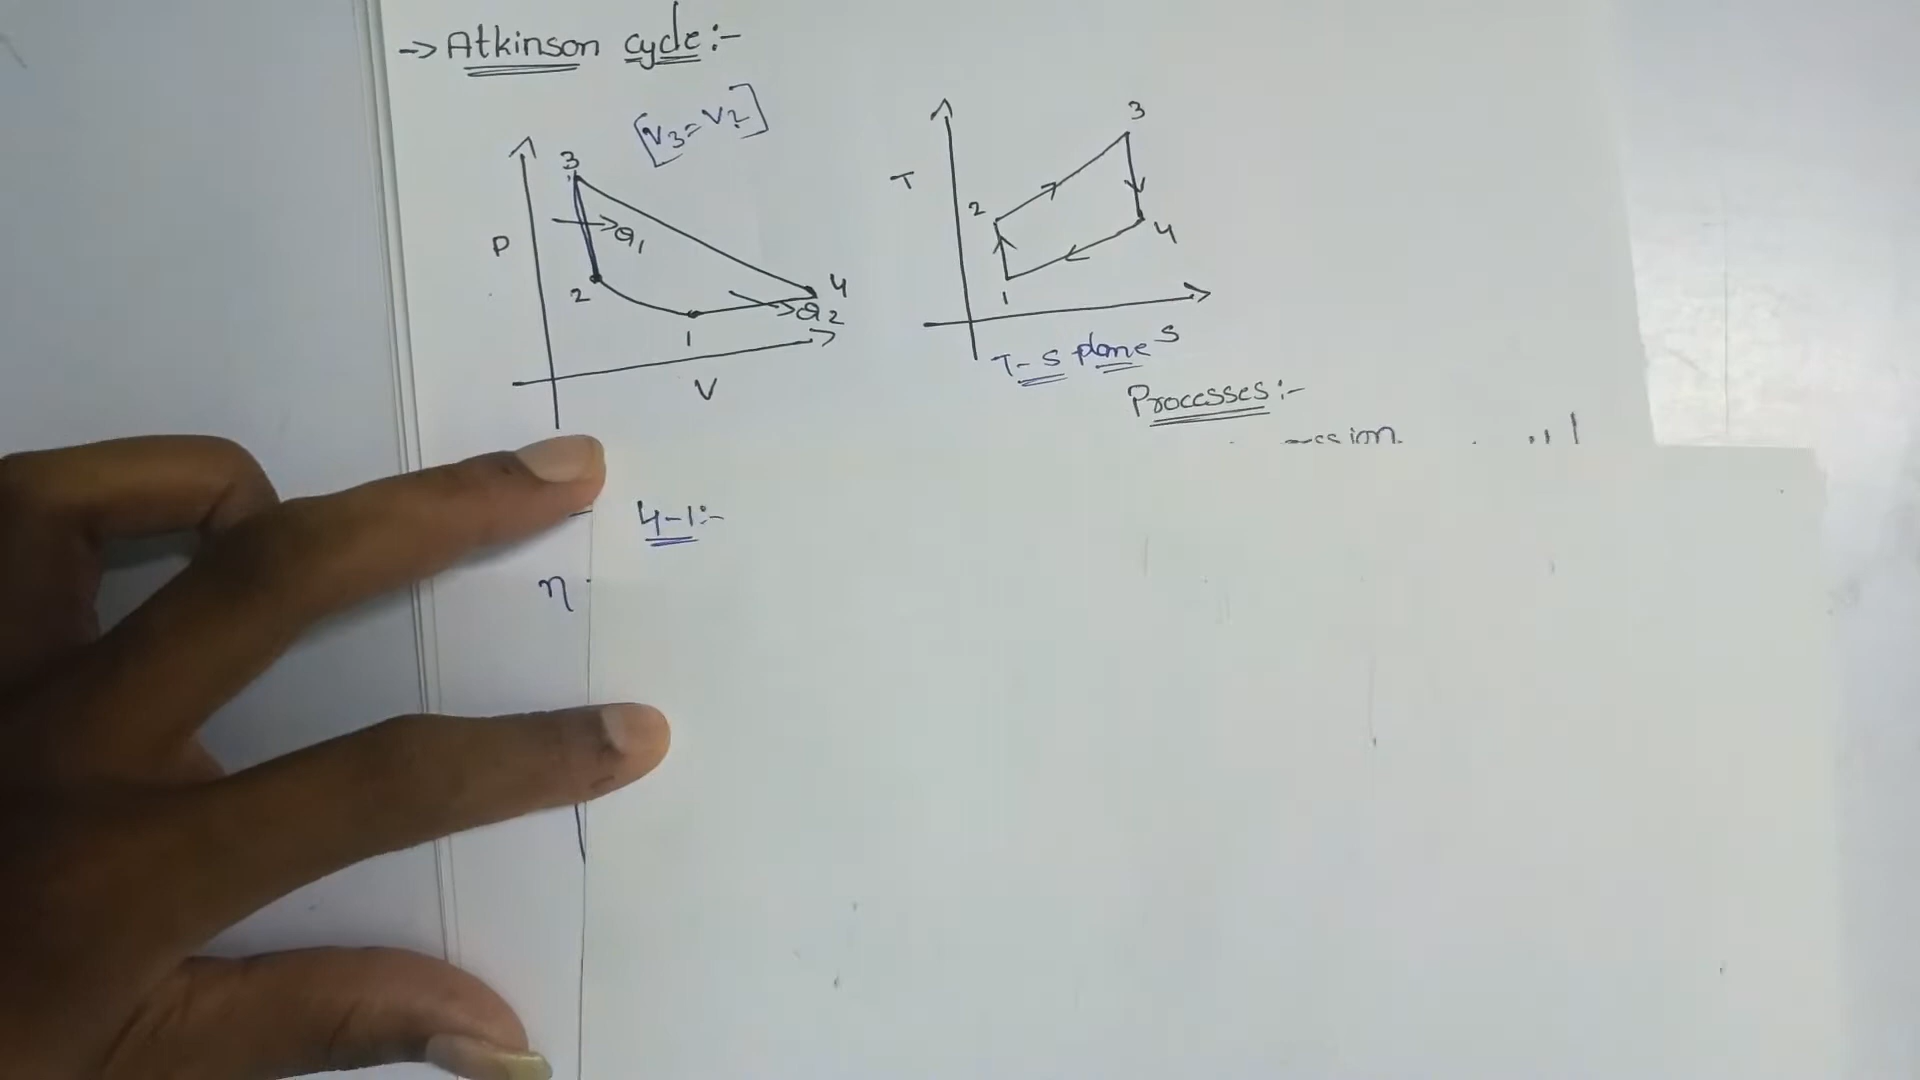 → Atkinson cycle:-
[V3=V2]
3
P
Q1
2
4
Q2
1
V
3
T
2
4
1
S
T-S plane
Processes:-
4-1:-
η